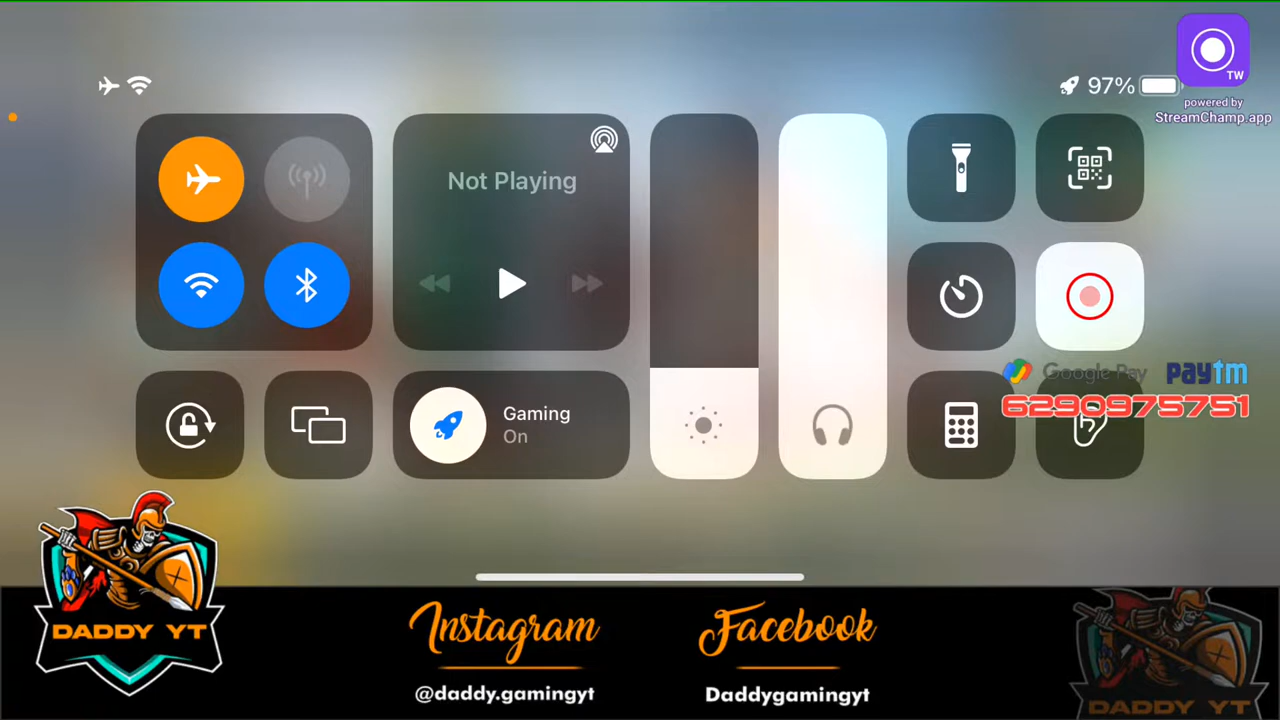 TW
97%
powered by
StreamChamp.app
Not Playing
Google Pay paytm
6290975751
Gaming
On
DADDY YT
Instagram
@daddy.gamingyt
Facebook
Daddygamingyt
DADDY YT